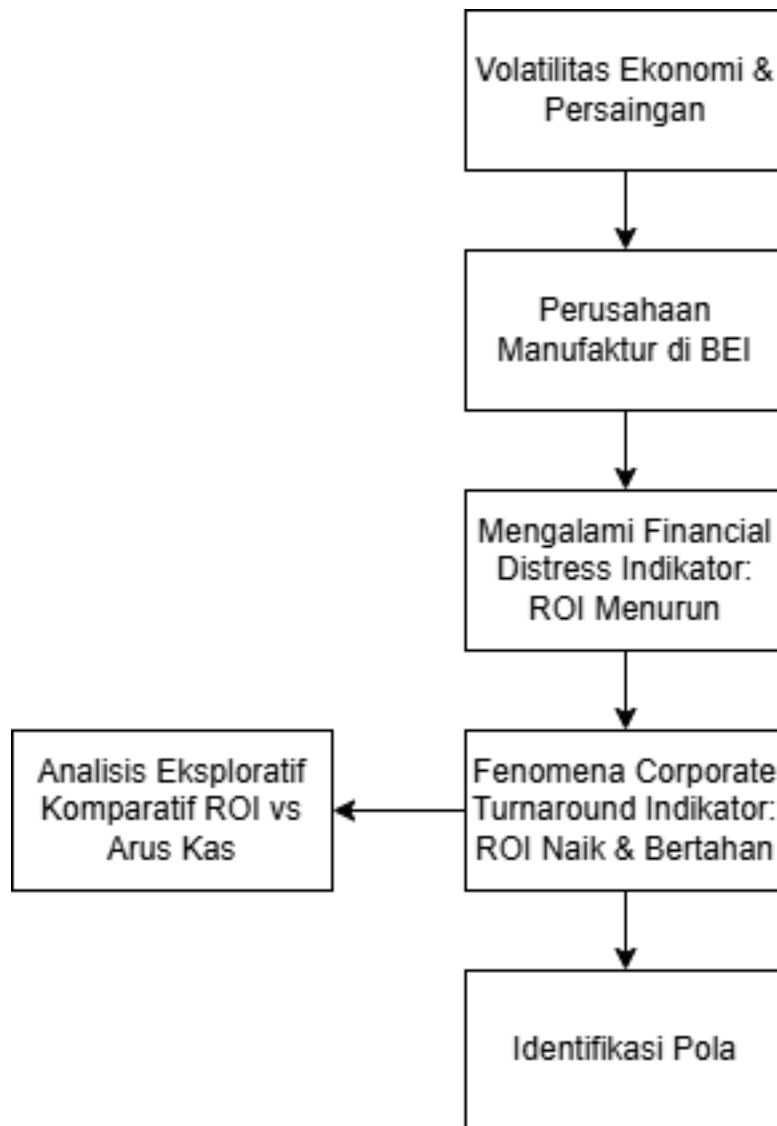 Volatilitas Ekonomi &
Persaingan
Perusahaan
Manufaktur di BEI
Mengalami Financial
Distress Indikator:
ROI Menurun
Fenomena Corporate
Turnaround Indikator:
ROI Naik & Bertahan
Analisis Eksploratif
Komparatif ROI vs
Arus Kas
Identifikasi Pola